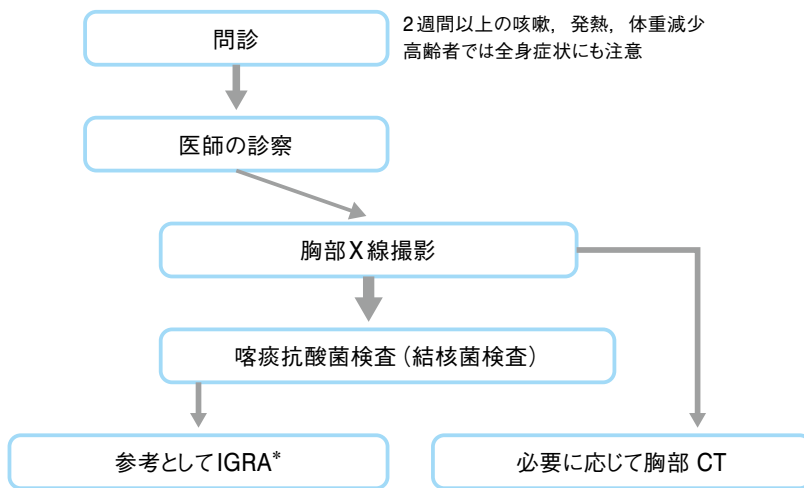 問診
2週間以上の咳嗽,発熱,体重減少
高齢者では全身症状にも注意
医師の診察
胸部X線撮影
喀痰抗酸菌検査(結核菌検査)
参考としてIGRA*
必要に応じて胸部 CT